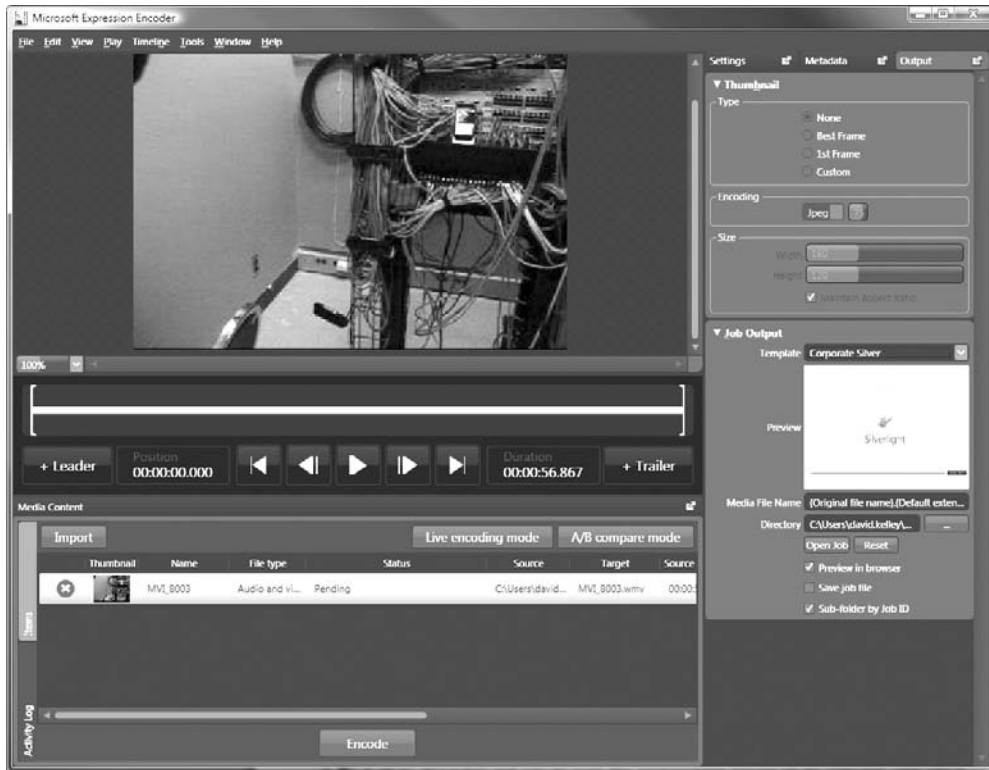 Microsoft Expression Encoder
File Edit View Play Timeline Tools Window Help
Settings Metadata Output
Thumbnail
Type
None
Best Frame
1st Frame
Custom
Encoding
Jpeg
Size
Width 160
Height 120
Maintain Aspect Ratio
Job Output
Template Corporate Silver
Preview
Silverlight
Media File Name {Original file name}.{Default exten...
Directory C:\Users\david.kelley\... ...
Open Job Reset
Preview in browser
Save job file
Sub-folder by Job ID
100%
+ Leader
Position
00:00:00.000
Duration
00:00:56.867
+ Trailer
Media Content
Items
Activity Log
Import Live encoding mode A/B compare mode
Thumbnail Name File type Status Source Target Source
MVI_8003 Audio and vi... Pending C:\Users\david... MVI_8003.wmv 00:00:
Encode